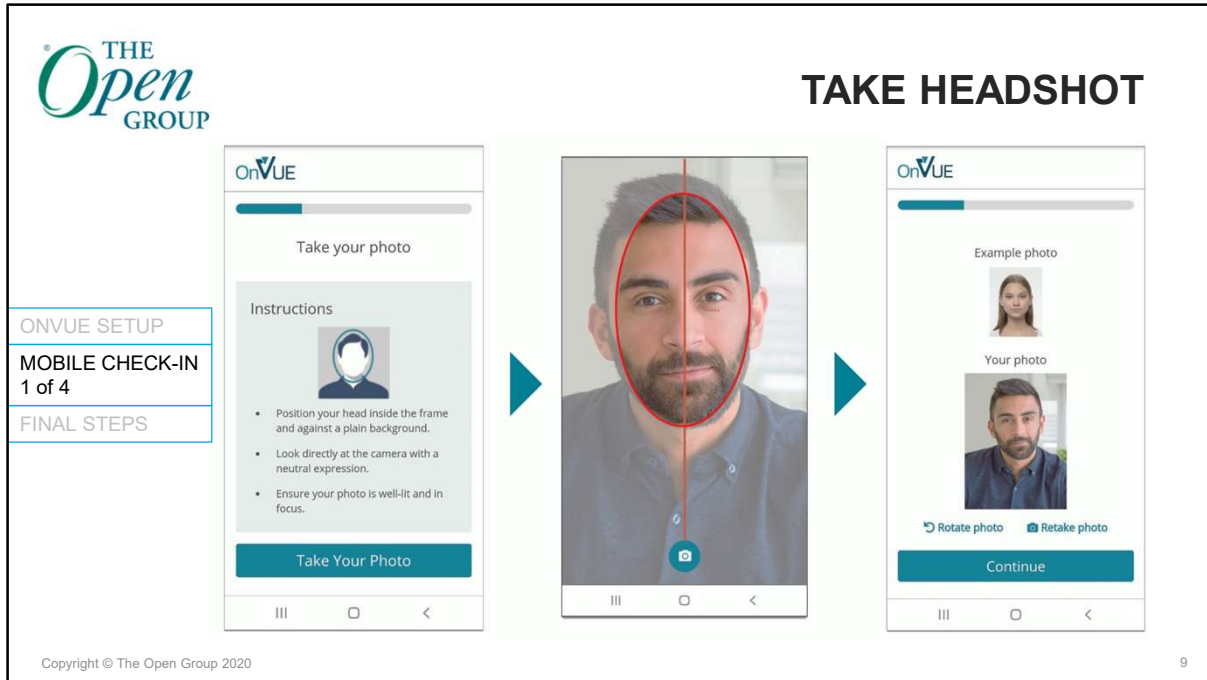 ®
THE
Open
GROUP
TAKE HEADSHOT
ONVUE SETUP
MOBILE CHECK-IN
1 of 4
FINAL STEPS
OnVUE
Take your photo
Instructions
• Position your head inside the frame
and against a plain background.
• Look directly at the camera with a
neutral expression.
• Ensure your photo is well-lit and in
focus.
Take Your Photo
OnVUE
Example photo
Your photo
Rotate photo
Retake photo
Continue
Copyright © The Open Group 2020
9